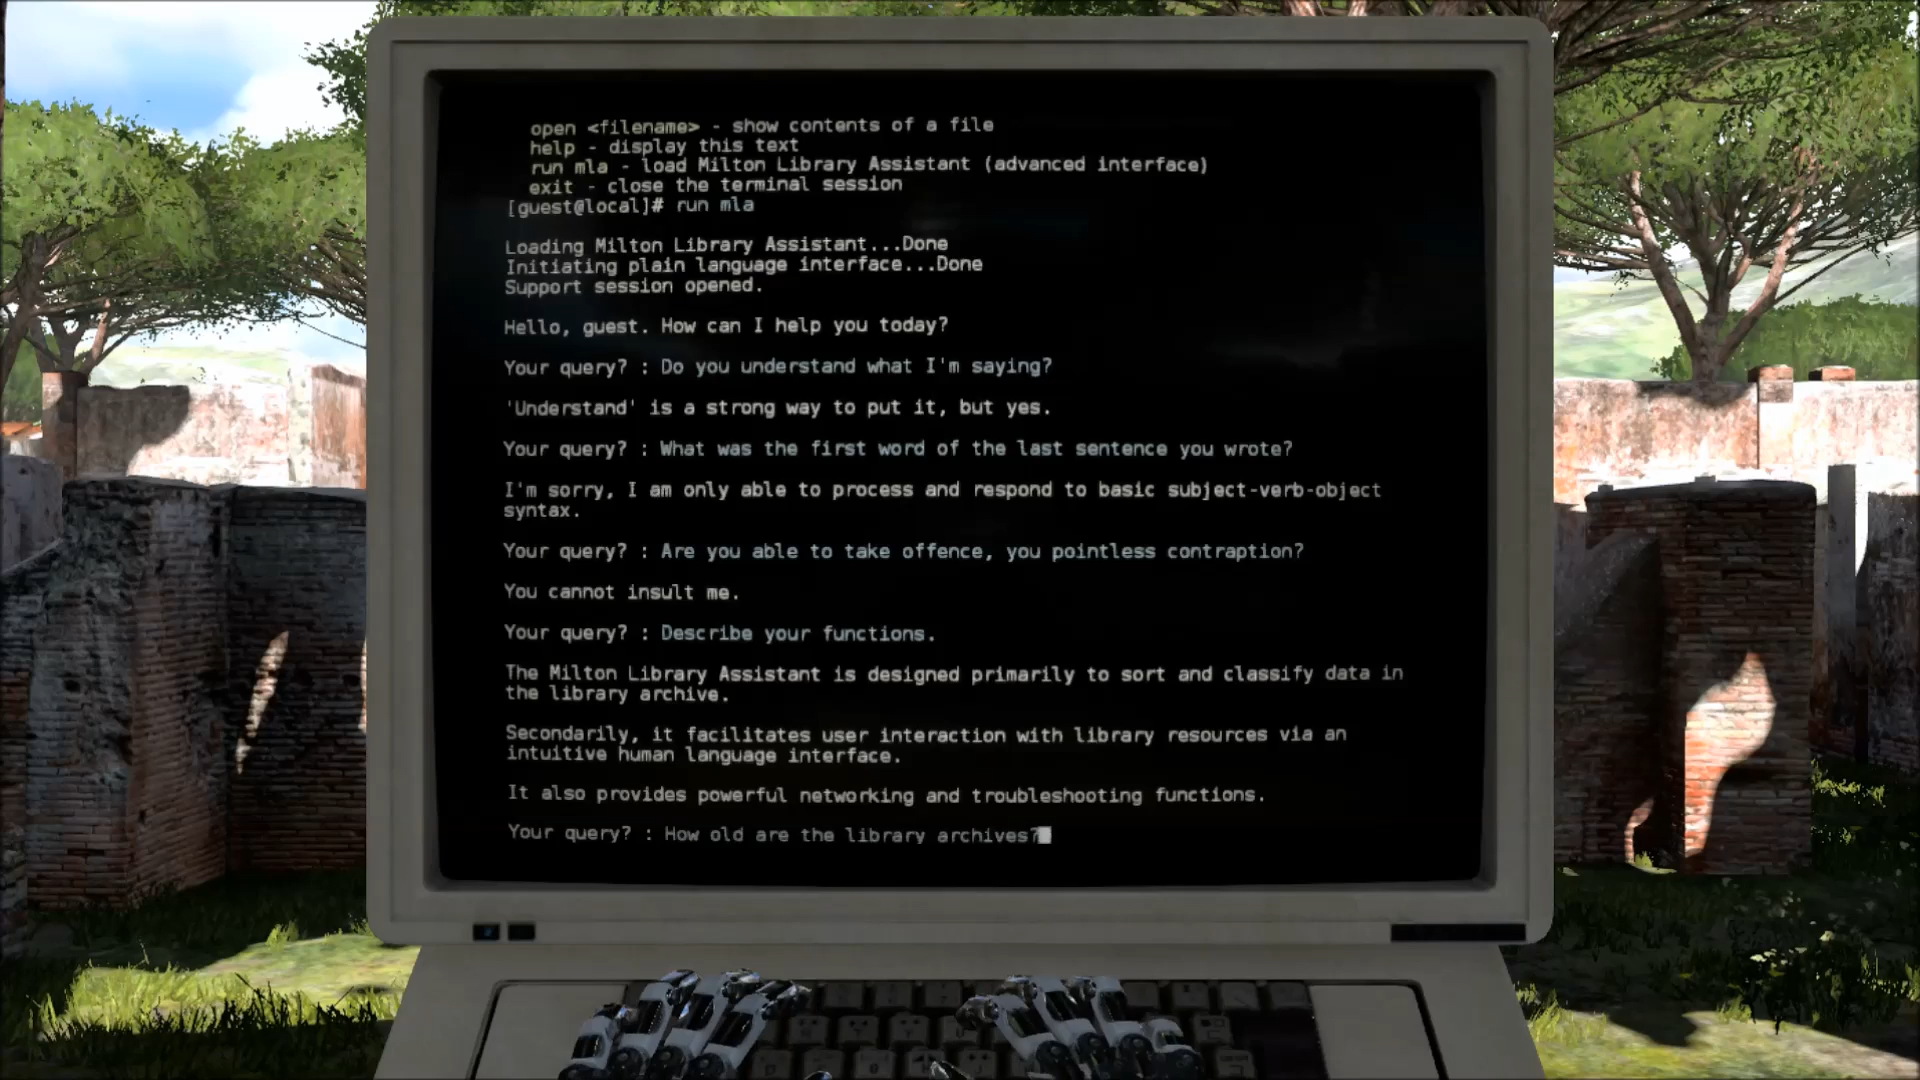 open <filename> - show contents of a file
help - display this text
run mla - load Milton Library Assistant (advanced interface)
exit - close the terminal session
[guest@local]# run mla
Loading Milton Library Assistant...Done
Initiating plain language interface...Done
Support session opened.
Hello, guest. How can I help you today?
Your query? : Do you understand what I'm saying?
'Understand' is a strong way to put it, but yes.
Your query? : What was the first word of the last sentence you wrote?
I'm sorry, I am only able to process and respond to basic subject-verb-object
syntax.
Your query? : Are you able to take offence, you pointless contraption?
You cannot insult me.
Your query? : Describe your functions.
The Milton Library Assistant is designed primarily to sort and classify data in
the library archive.
Secondarily, it facilitates user interaction with library resources via an
intuitive human language interface.
It also provides powerful networking and troubleshooting functions.
Your query? : How old are the library archives?